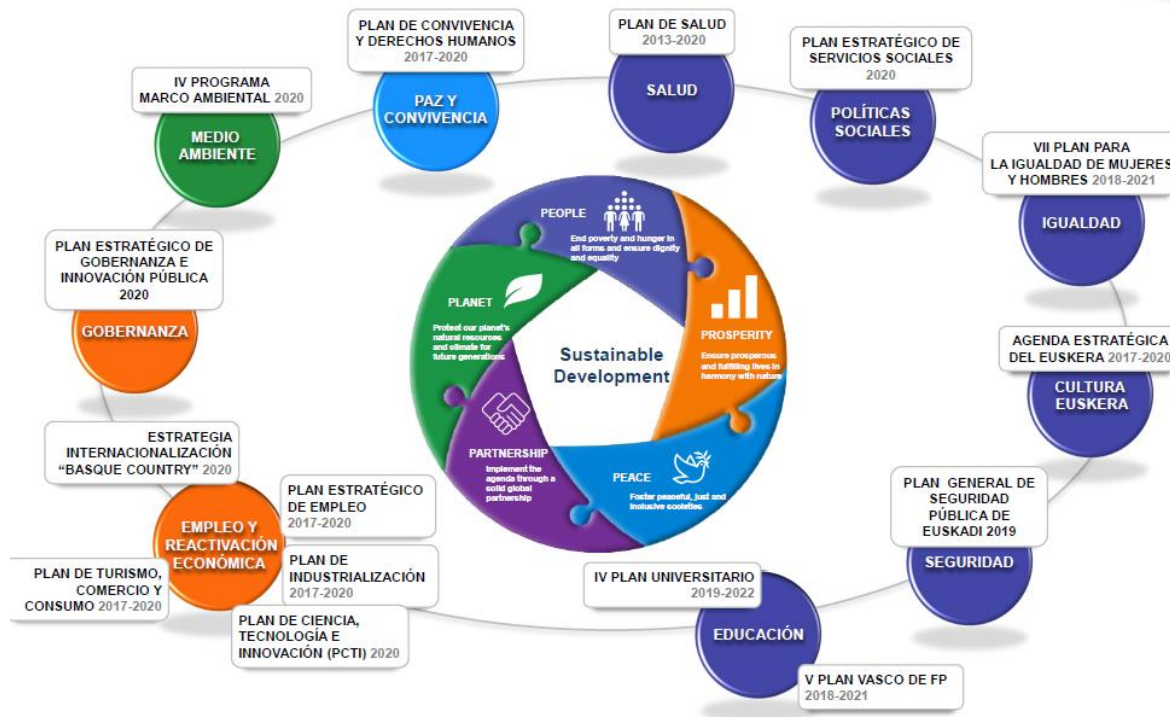 PLAN DE CONVIVENCIA
Y DERECHOS HUMANOS
2017-2020
PAZ Y
CONVIVENCIA
PLAN DE SALUD
2013-2020
SALUD
PLAN ESTRATÉGICO DE
SERVICIOS SOCIALES
2020
POLÍTICAS
SOCIALES
IV PROGRAMA
MARCO AMBIENTAL 2020
MEDIO
AMBIENTE
VII PLAN PARA
LA IGUALDAD DE MUJERES
Y HOMBRES 2018-2021
IGUALDAD
PLAN ESTRATÉGICO DE
GOBERNANZA E
INNOVACIÓN PÚBLICA
2020
GOBERNANZA
PEOPLE
End poverty and hunger in
all forms and ensure dignity
and equality
PLANET
Protect our planet's
natural resources
and climate for
future generations
PROSPERITY
Ensure prosperous
and fulfilling lives in
harmony with nature
Sustainable
Development
PARTNERSHIP
Implement the
agenda through a
solid global
partnership
PEACE
Foster peaceful, just and
inclusive societies
AGENDA ESTRATÉGICA
DEL EUSKERA 2017-2020
CULTURA
EUSKERA
ESTRATEGIA
INTERNACIONALIZACIÓN
“BASQUE COUNTRY” 2020
PLAN ESTRATÉGICO
DE EMPLEO
2017-2020
EMPLEO Y
REACTIVACIÓN
ECONÓMICA
PLAN DE
INDUSTRIALIZACIÓN
2017-2020
PLAN DE TURISMO,
COMERCIO Y
CONSUMO 2017-2020
PLAN DE CIENCIA,
TECNOLOGÍA E
INNOVACIÓN (PCTI) 2020
PLAN GENERAL DE
SEGURIDAD
PÚBLICA DE
EUSKADI 2019
SEGURIDAD
IV PLAN UNIVERSITARIO
2019-2022
EDUCACIÓN
V PLAN VASCO DE FP
2018-2021